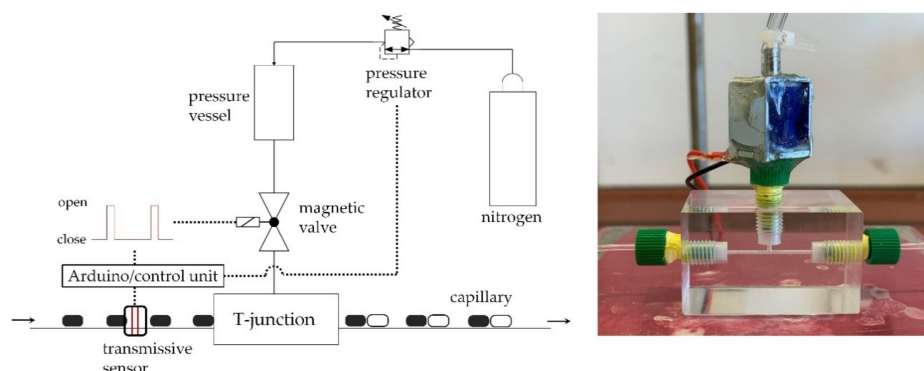 pressure
regulator
pressure
vessel
nitrogen
magnetic
valve
open
close
Arduino/control unit
T-junction
capillary
transmissive
sensor